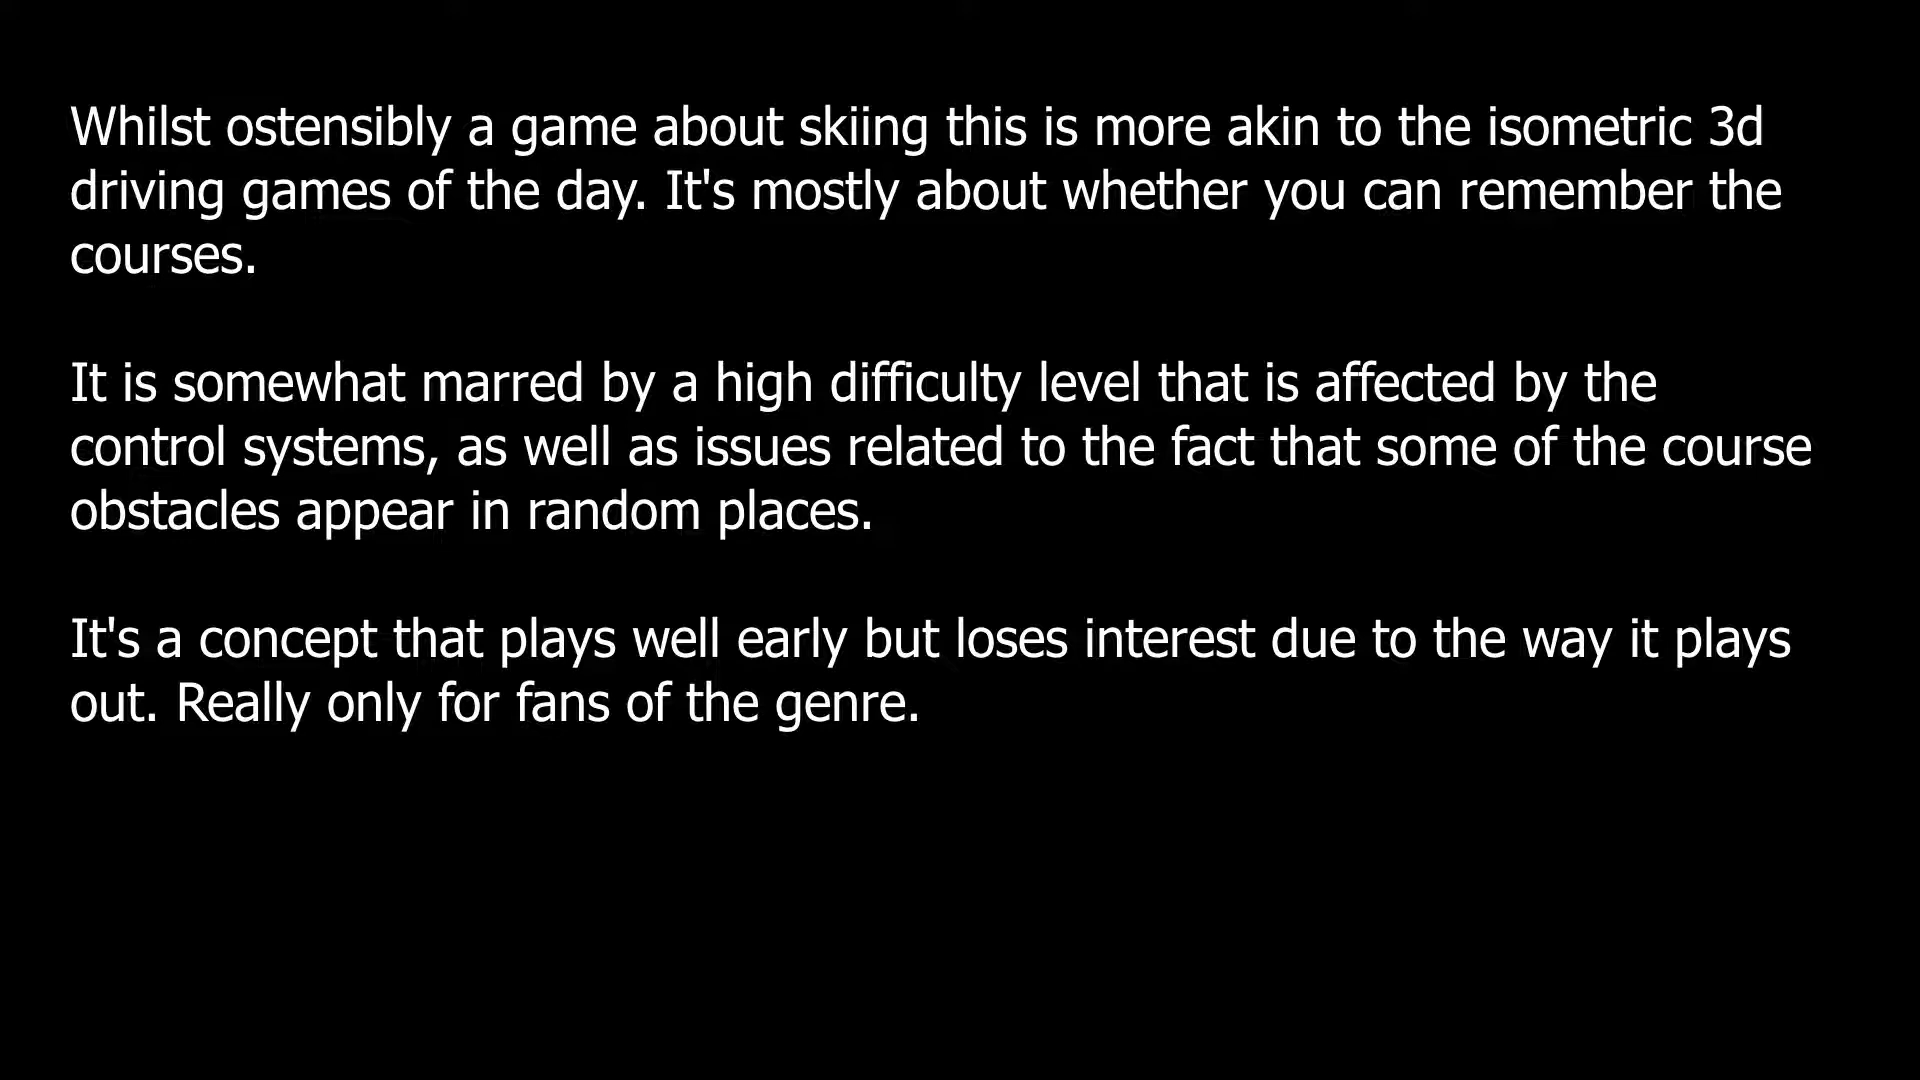 Whilst ostensibly a game about skiing this is more akin to the isometric 3d
driving games of the day. It's mostly about whether you can remember the
courses.
It is somewhat marred by a high difficulty level that is affected by the
control systems, as well as issues related to the fact that some of the course
obstacles appear in random places.
It's a concept that plays well early but loses interest due to the way it plays
out. Really only for fans of the genre.